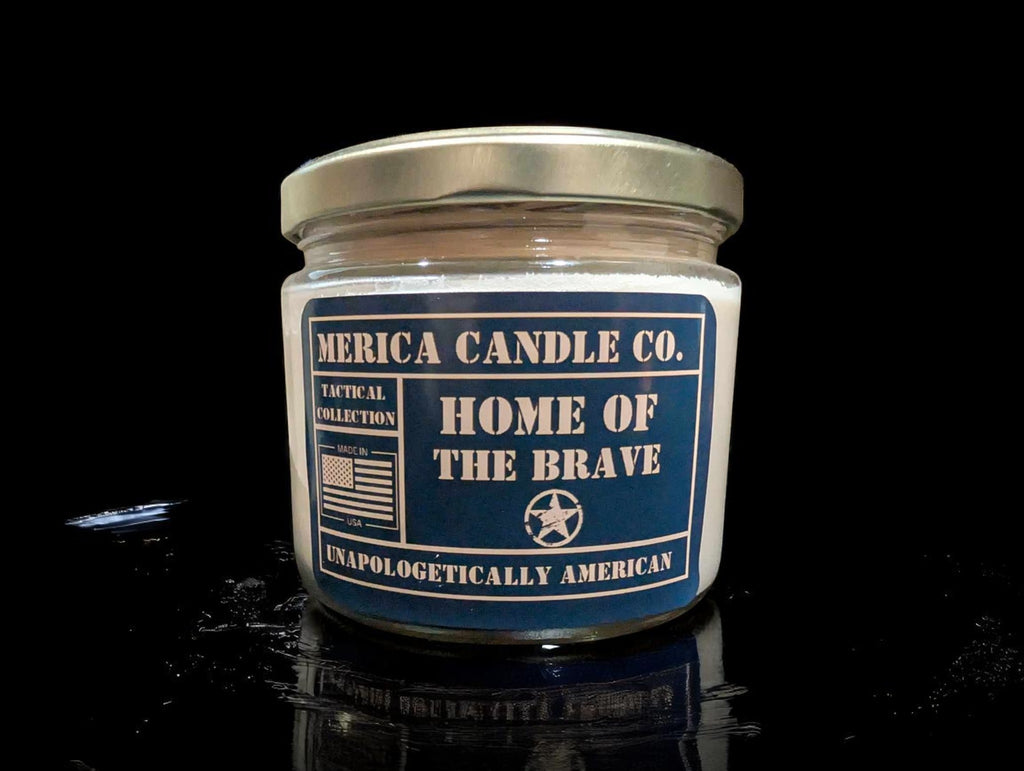 MERICA CANDLE CO.
TACTICAL
COLLECTION
MADE IN
USA
HOME OF
THE BRAVE
UNAPOLOGETICALLY AMERICAN